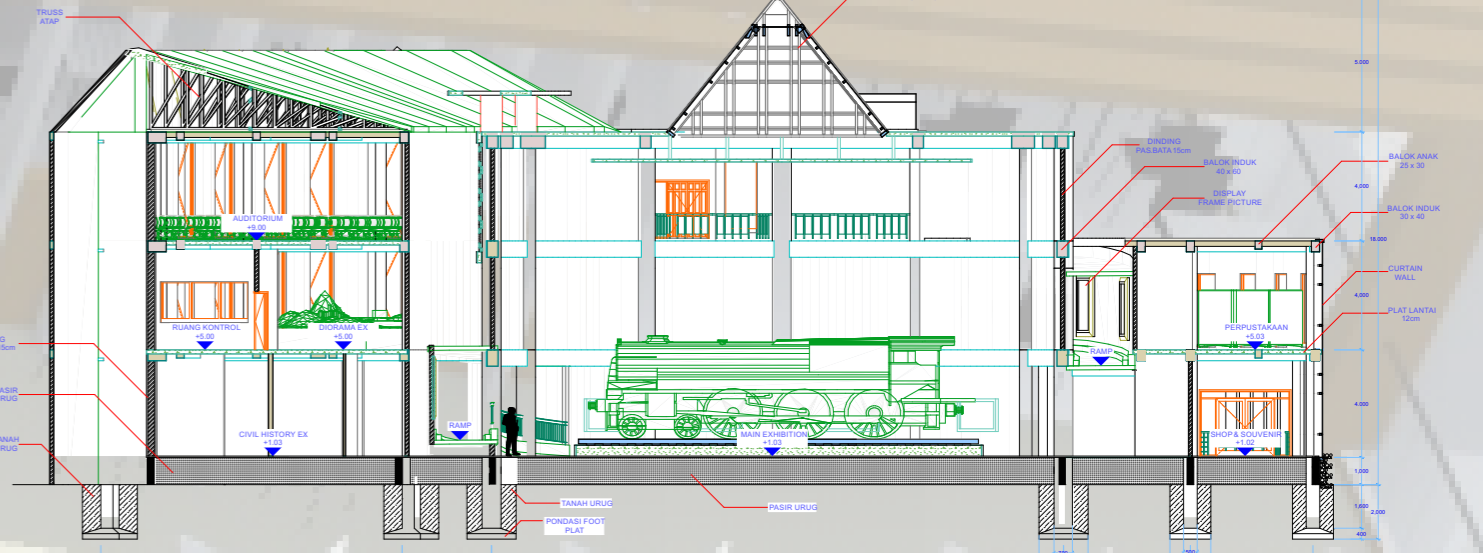 TRUSS
ATAP
5,000
DINDING
PAS.BATA 15cm
BALOK INDUK
40 x 60
DISPLAY
FRAME PICTURE
BALOK ANAK
25 x 30
4,000
BALOK INDUK
30 x 40
AUDITORIUM
+9.00
18,000
CURTAIN
WALL
4,000
PLAT LANTAI
12cm
RUANG KONTROL
+5.00
DIORAMA EX
+5.00
PERPUSTAKAAN
+5.03
RAMP
4,000
RAMP
CIVIL HISTORY EX
+1.03
MAIN EXHIBITION
+1.03
SHOP & SOUVENIR
+1.02
1,000
TANAH URUG
PASIR URUG
PONDASI FOOT
PLAT
1,600
2,000
400